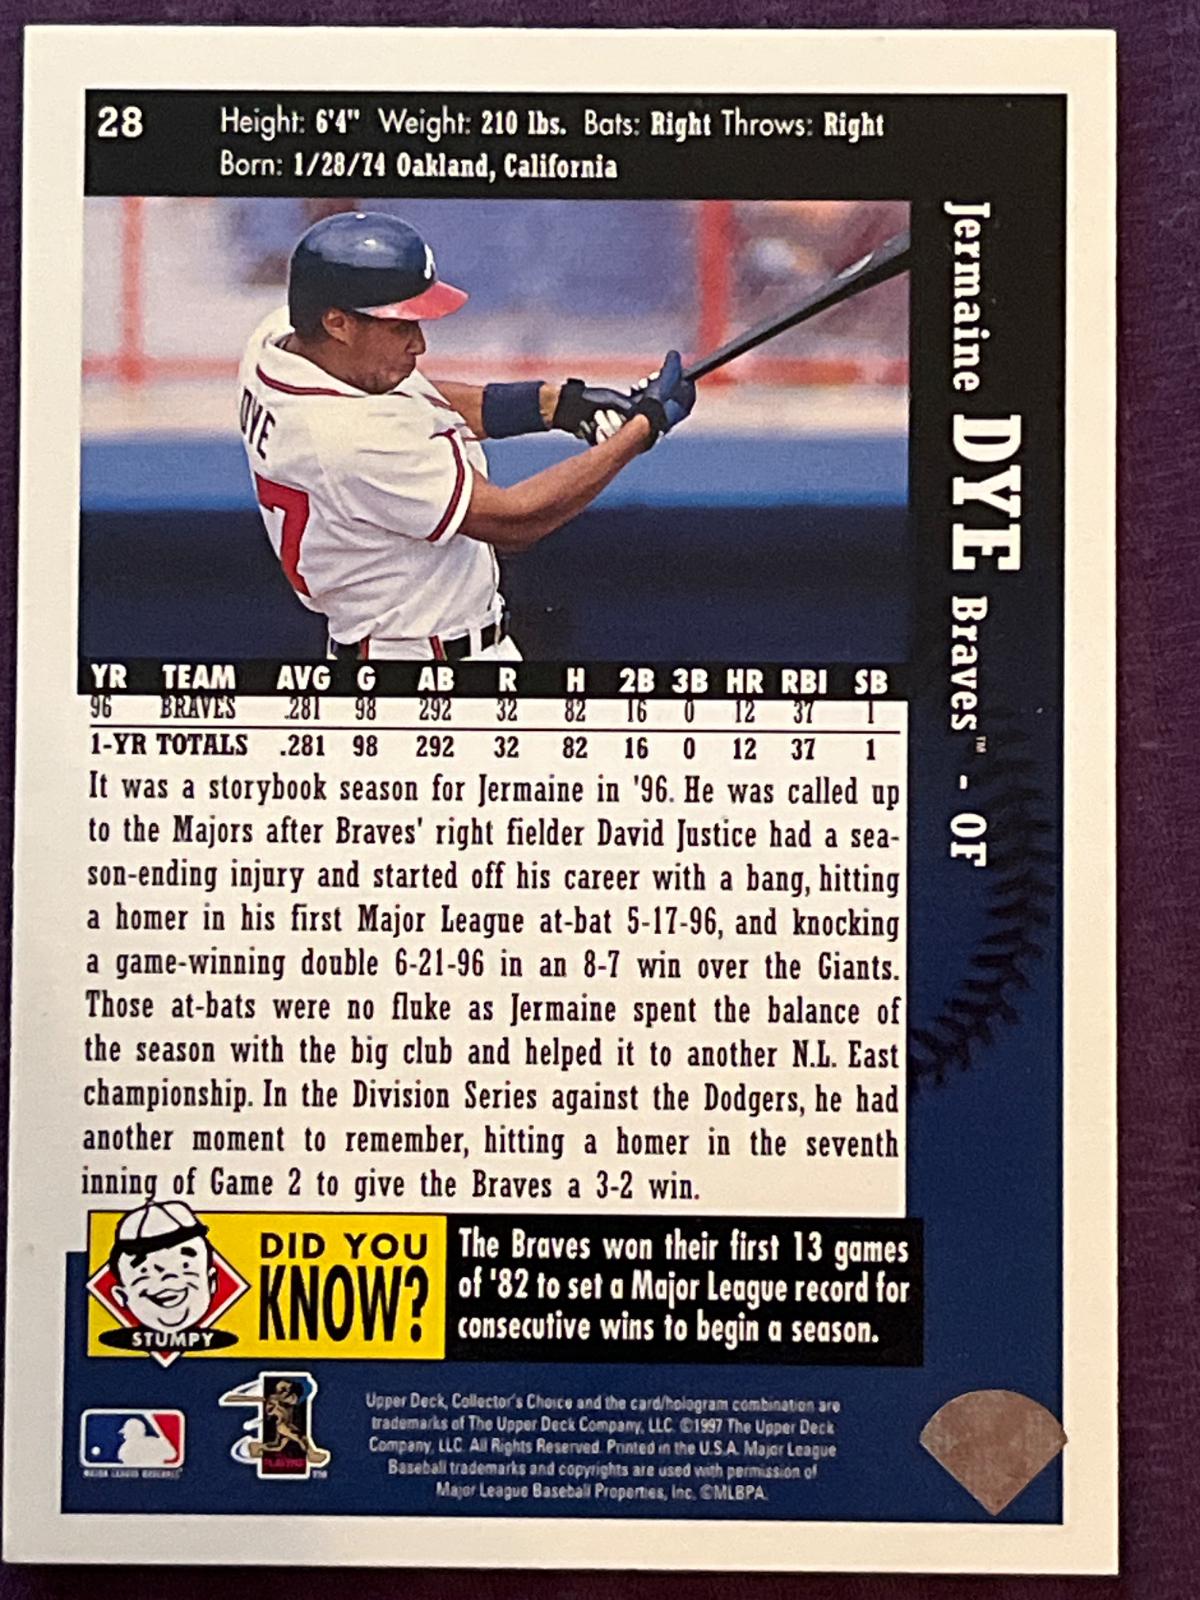 28
Height: 6'4" Weight: 210 lbs. Bats: Right Throws: Right
Born: 1/28/74 Oakland, California
Jermaine DYE Braves™ - OF
DYE
7
YR TEAM AVG G AB R H 2B 3B HR RBI SB
96 BRAVES .281 98 292 32 82 16 0 12 37 1
1-YR TOTALS .281 98 292 32 82 16 0 12 37 1
It was a storybook season for Jermaine in '96. He was called up
to the Majors after Braves' right fielder David Justice had a sea-
son-ending injury and started off his career with a bang, hitting
a homer in his first Major League at-bat 5-17-96, and knocking
a game-winning double 6-21-96 in an 8-7 win over the Giants.
Those at-bats were no fluke as Jermaine spent the balance of
the season with the big club and helped it to another N.L. East
championship. In the Division Series against the Dodgers, he had
another moment to remember, hitting a homer in the seventh
inning of Game 2 to give the Braves a 3-2 win.
STUMPY
DID YOU
KNOW?
The Braves won their first 13 games
of '82 to set a Major League record for
consecutive wins to begin a season.
Upper Deck, Collector's Choice and the card/hologram combination are
trademarks of The Upper Deck Company, LLC. ©1997 The Upper Deck
Company, LLC. All Rights Reserved. Printed in the U.S.A. Major League
Baseball trademarks and copyrights are used with permission of
Major League Baseball Properties, Inc. ©MLBPA.
MAJOR LEAGUE BASEBALL
PLAYERS